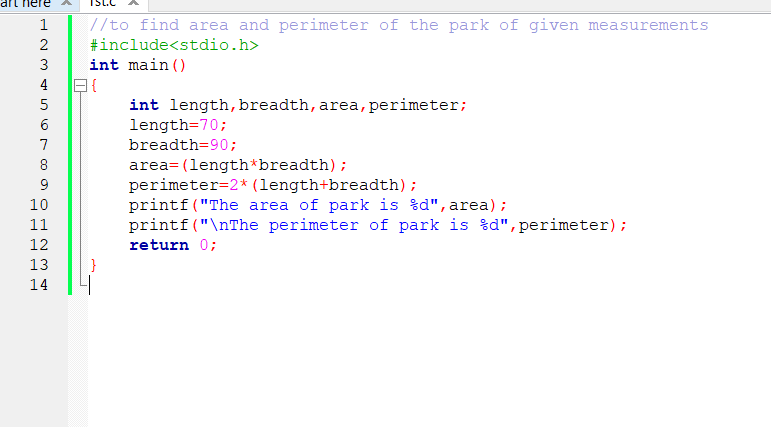 art here 1st.c
1 //to find area and perimeter of the park of given measurements
2 #include<stdio.h>
3 int main()
4 {
5 int length,breadth,area,perimeter;
6 length=70;
7 breadth=90;
8 area=(length*breadth);
9 perimeter=2*(length+breadth);
10 printf("The area of park is %d",area);
11 printf("\nThe perimeter of park is %d",perimeter);
12 return 0;
13 }
14